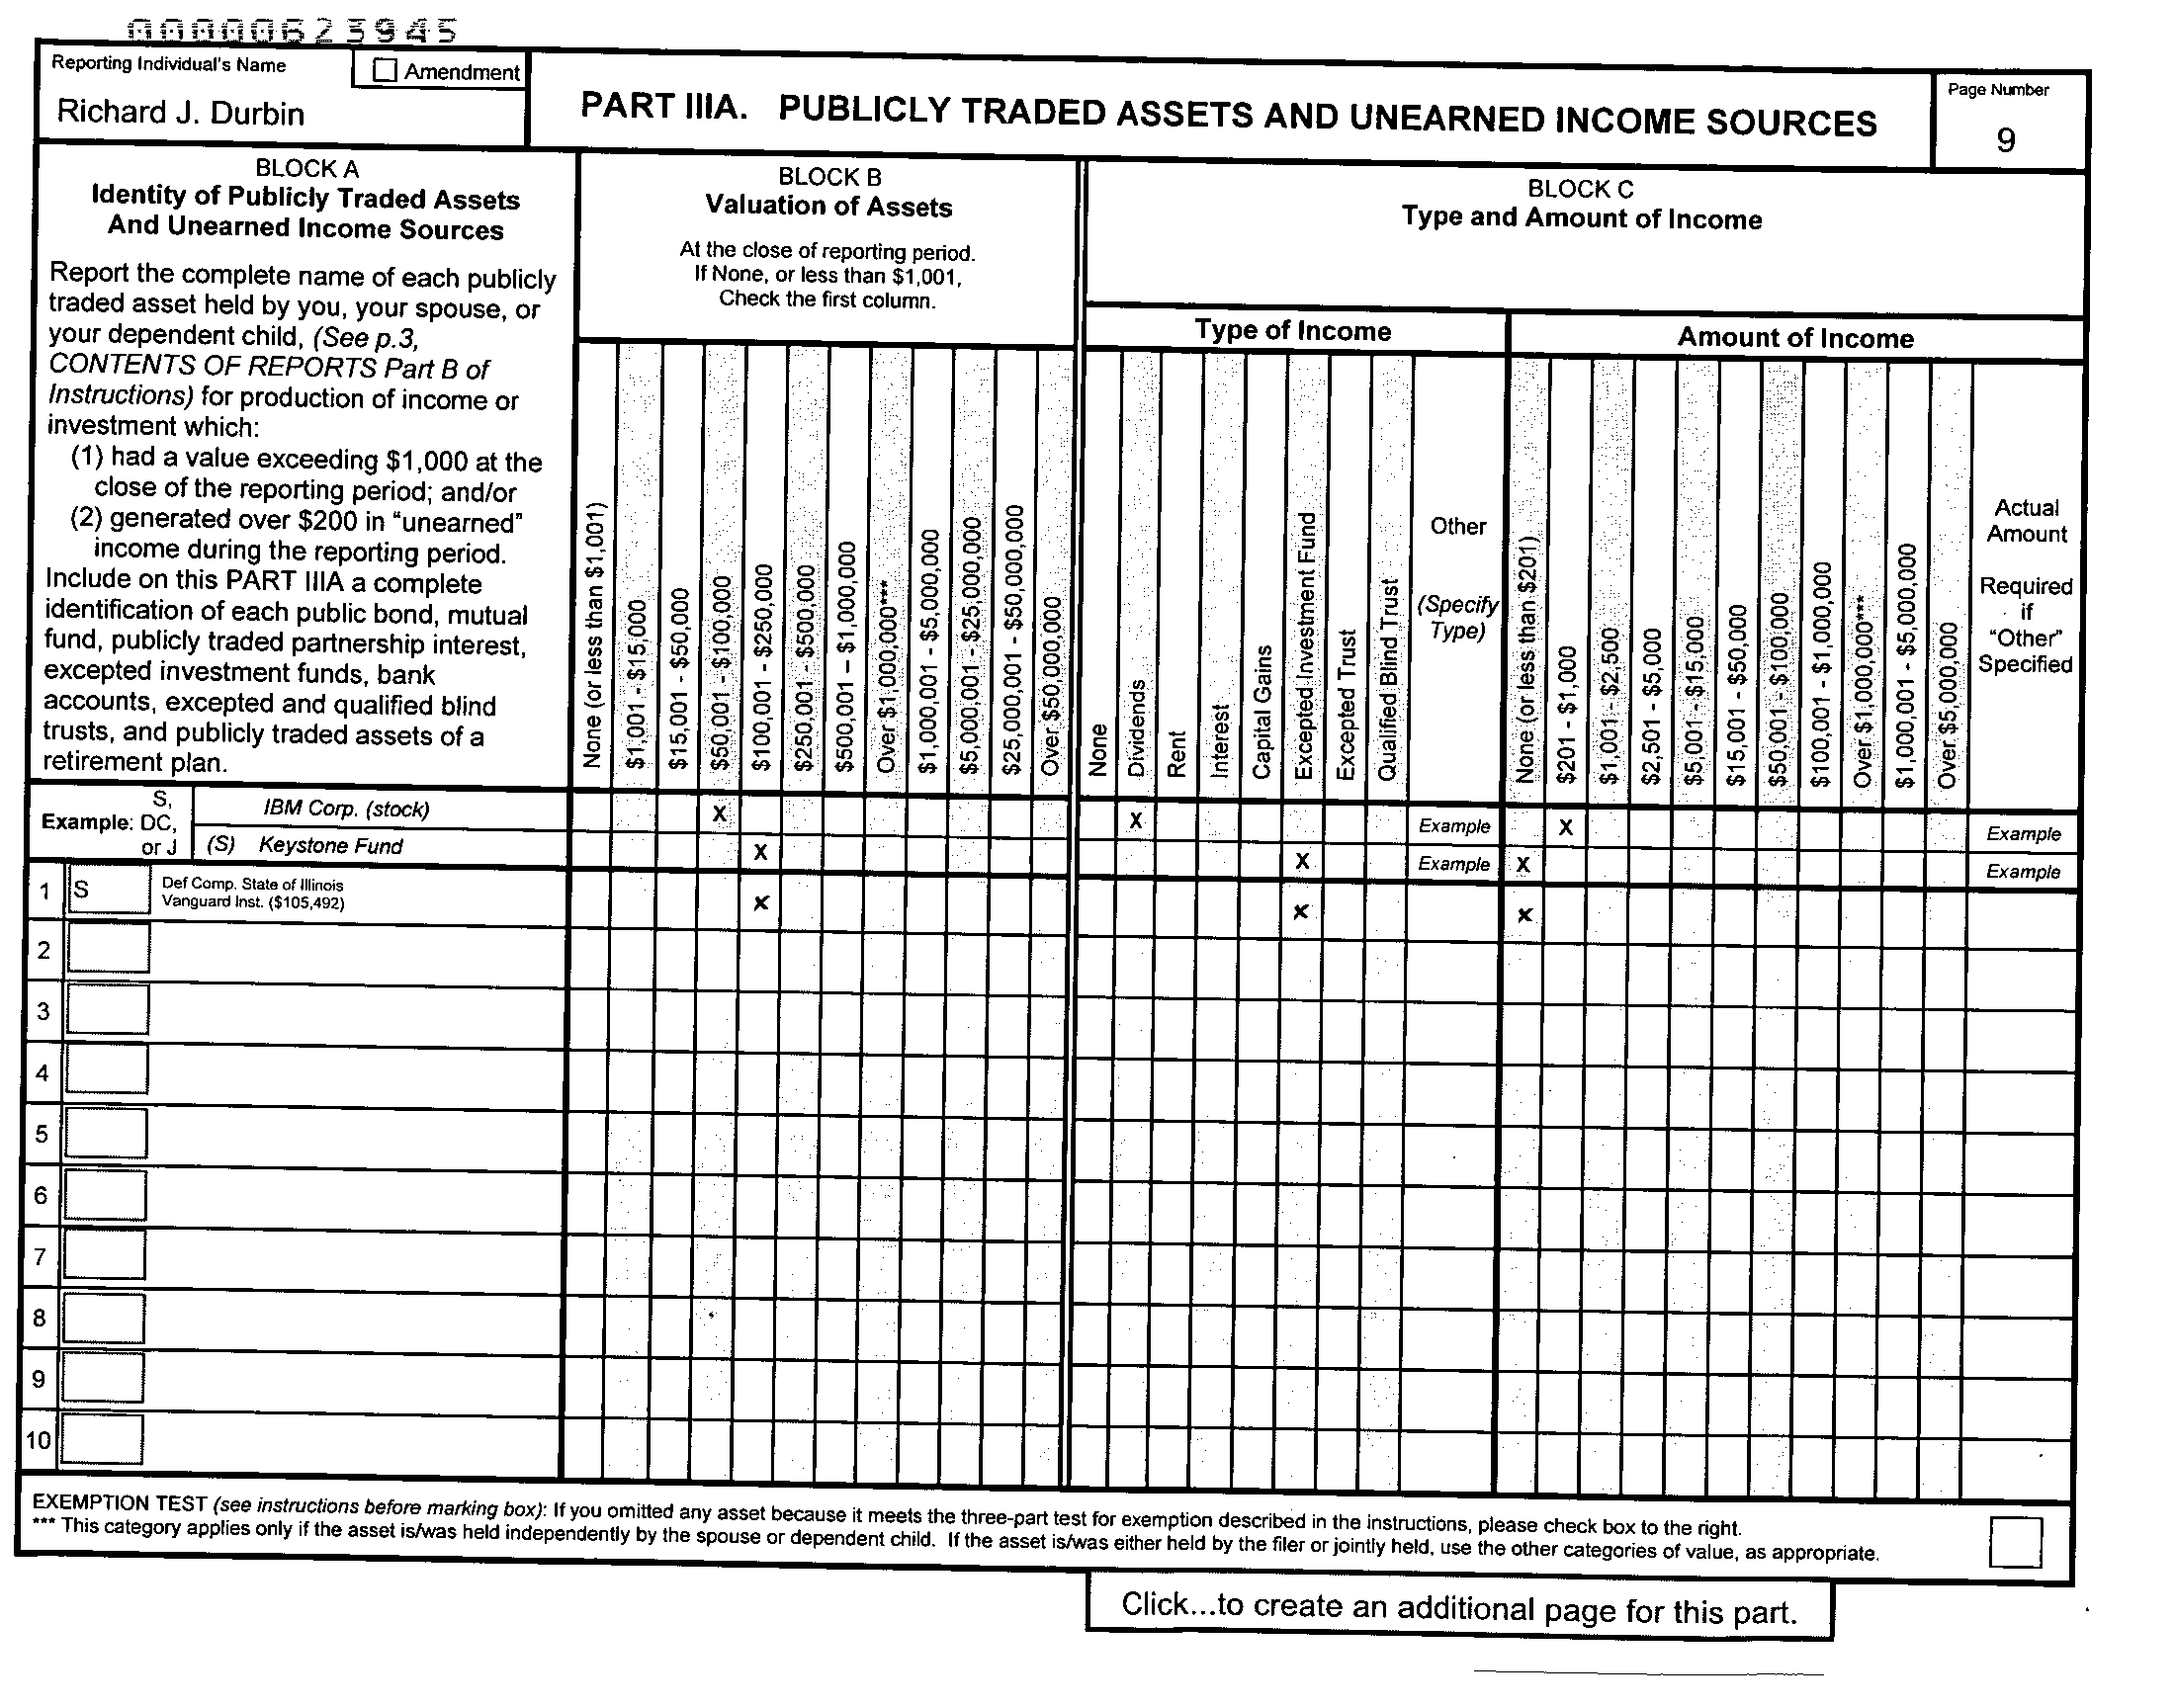 00000623945
Reporting Individual's Name
Amendment
Richard J. Durbin
PART IIIA. PUBLICLY TRADED ASSETS AND UNEARNED INCOME SOURCES
Page Number
9
BLOCK A
Identity of Publicly Traded Assets
And Unearned Income Sources
Report the complete name of each publicly
traded asset held by you, your spouse, or
your dependent child, (See p.3,
CONTENTS OF REPORTS Part B of
Instructions) for production of income or
investment which:
(1) had a value exceeding $1,000 at the
close of the reporting period; and/or
(2) generated over $200 in "unearned"
income during the reporting period.
Include on this PART IIIA a complete
identification of each public bond, mutual
fund, publicly traded partnership interest,
excepted investment funds, bank
accounts, excepted and qualified blind
trusts, and publicly traded assets of a
retirement plan.
BLOCK B
Valuation of Assets
At the close of reporting period.
If None, or less than $1,001,
Check the first column.
None (or less than $1,001)
$1,001 - $15,000
$15,001 - $50,000
$50,001 - $100,000
$100,001 - $250,000
$250,001 - $500,000
$500,001 – $1,000,000
Over $1,000,000***
$1,000,001 - $5,000,000
$5,000,001 - $25,000,000
$25,000,001 - $50,000,000
Over $50,000,000
BLOCK C
Type and Amount of Income
Type of Income
None
Dividends
Rent
Interest
Capital Gains
Excepted Investment Fund
Excepted Trust
Qualified Blind Trust
Other
(Specify
Type)
Amount of Income
None (or less than $201)
$201 - $1,000
$1,001 - $2,500
$2,501 - $5,000
$5,001 - $15,000
$15,001 - $50,000
$50,001 - $100,000
$100,001 - $1,000,000
Over $1,000,000***
$1,000,001 - $5,000,000
Over $5,000,000
Actual
Amount
Required
if
"Other"
Specified
Example:
S,
DC,
or J
IBM Corp. (stock) X X Example X Example
(S) Keystone Fund X X Example X Example
1 S Def Comp. State of Illinois
Vanguard Inst. ($105,492) X X X
2
3
4
5
6
7
8
9
10
EXEMPTION TEST (see instructions before marking box): If you omitted any asset because it meets the three-part test for exemption described in the instructions, please check box to the right.
*** This category applies only if the asset is/was held independently by the spouse or dependent child. If the asset is/was either held by the filer or jointly held, use the other categories of value, as appropriate.
Click...to create an additional page for this part.